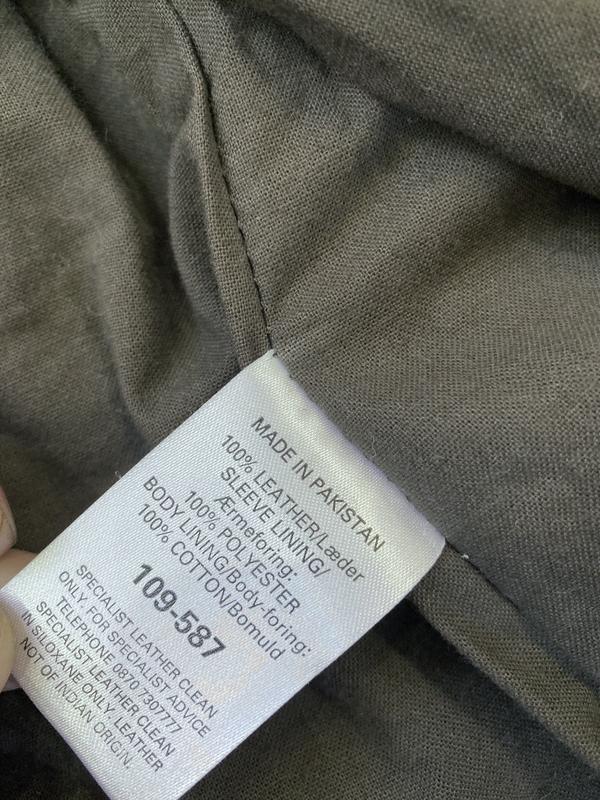 MADE IN PAKISTAN
100% LEATHER/Læder
SLEEVE LINING/
Ærmeforing:
100% POLYESTER
BODY LINING/Body-foring:
100% COTTON/Bomuld
109-587
SPECIALIST LEATHER CLEAN
ONLY. FOR SPECIALIST ADVICE
TELEPHONE 0870 730777
SPECIALIST LEATHER CLEAN
IN SILOXANE ONLY LEATHER
NOT OF INDIAN ORIGIN.